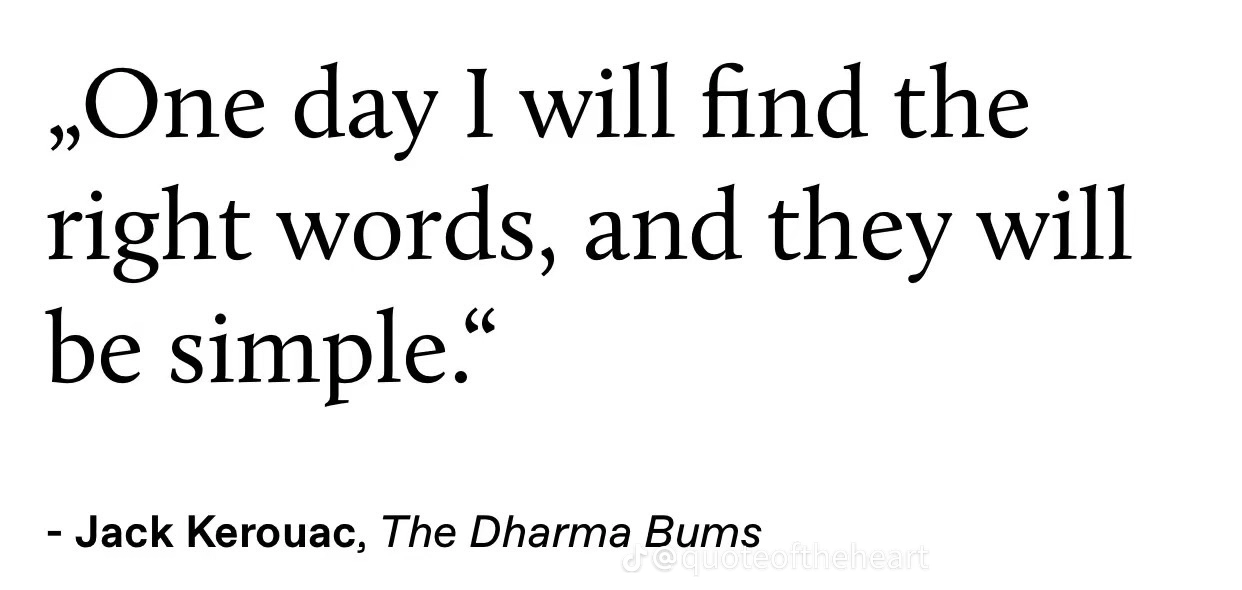 „One day I will find the
right words, and they will
be simple.“
- Jack Kerouac, The Dharma Bums
@quoteoftheheart